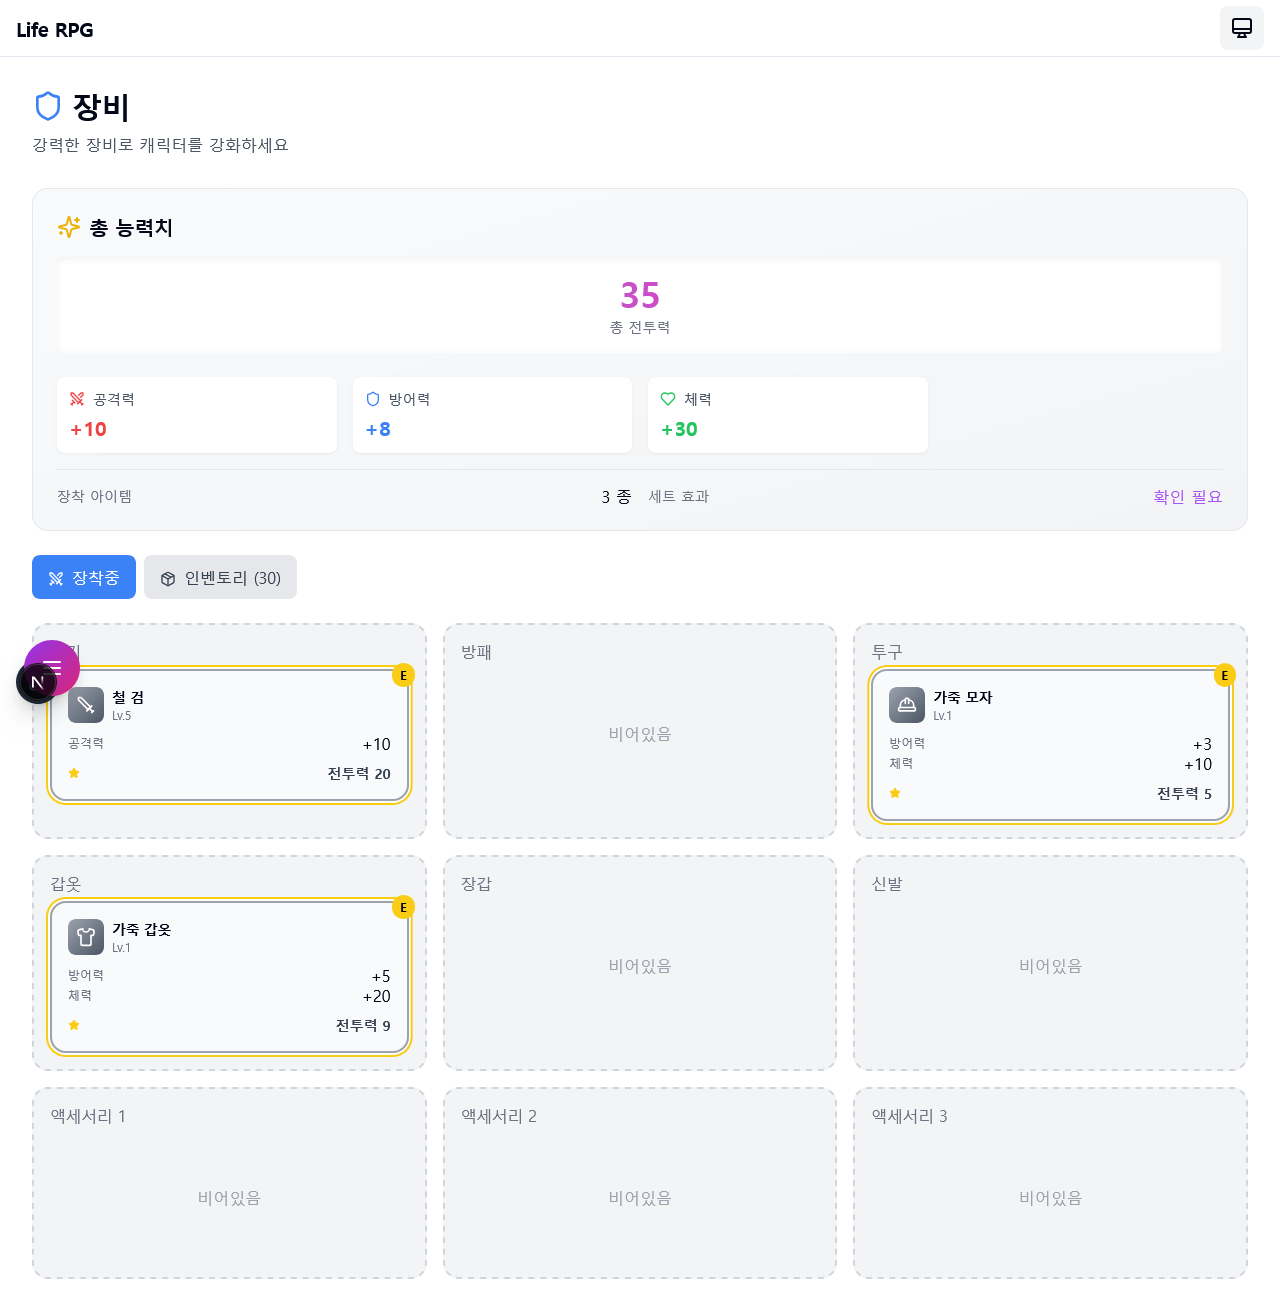 Life RPG
장비
강력한 장비로 캐릭터를 강화하세요
총 능력치
35
총 전투력
공격력
+10
방어력
+8
체력
+30
장착 아이템
3 종
세트 효과
확인 필요
장착중
인벤토리 (30)
N
E
철 검
Lv.5
공격력
+10
전투력 20
방패
비어있음
투구
E
가죽 모자
Lv.1
방어력
+3
체력
+10
전투력 5
갑옷
E
가죽 갑옷
Lv.1
방어력
+5
체력
+20
전투력 9
장갑
비어있음
신발
비어있음
액세서리 1
비어있음
액세서리 2
비어있음
액세서리 3
비어있음